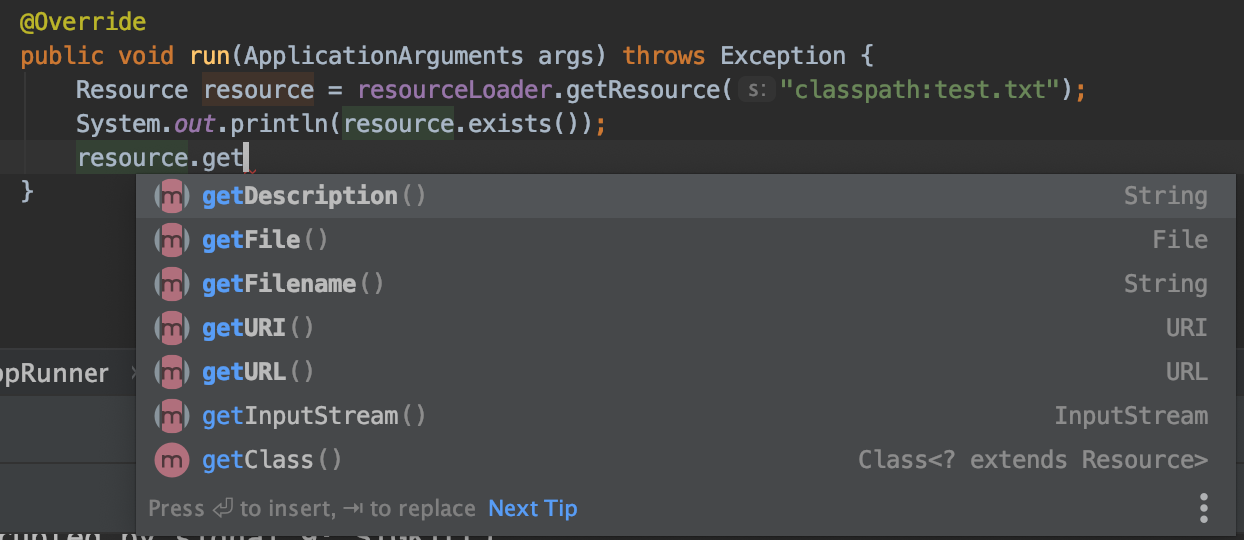 @Override
public void run(ApplicationArguments args) throws Exception {
Resource resource = resourceLoader.getResource( s: "classpath:test.txt");
System.out.println(resource.exists());
resource.get
}
m getDescription() String
m getFile() File
m getFilename() String
m getURI() URI
m getURL() URL
m getInputStream() InputStream
m getClass() Class<? extends Resource>
Press ⏎ to insert, ⇥ to replace Next Tip
ppRunner ›